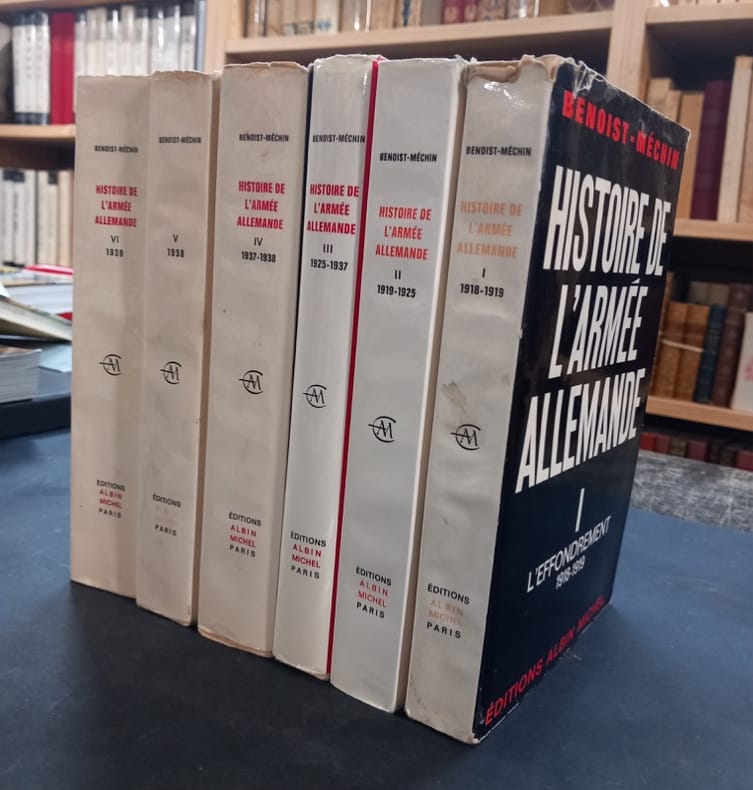 BENOIST-MÉCHIN
HISTOIRE DE
L'ARMÉE
ALLEMANDE
VI
1939
ÉDITIONS
ALBIN
MICHEL
PARIS
BENOIST-MÉCHIN
V
1938
ÉDITIONS
PARIS
BENOIST-MÉCHIN
HISTOIRE DE
L'ARMÉE
ALLEMANDE
IV
1937-1938
ÉDITIONS
ALBIN
MICHEL
PARIS
BENOIST-MÉCHIN
HISTOIRE DE
L'ARMÉE
ALLEMANDE
III
1925-1937
ÉDITIONS
ALBIN
MICHEL
PARIS
BENOIST-MÉCHIN
HISTOIRE DE
L'ARMÉE
ALLEMANDE
II
1919-1925
ÉDITIONS
ALBIN
MICHEL
PARIS
BENOIST-MÉCHIN
HISTOIRE DE
L'ARMÉE
ALLEMANDE
I
1918-1919
ÉDITIONS
ALBIN
MICHEL
PARIS
BENOIST-MÉCHIN
HISTOIRE DE
L'ARMÉE
ALLEMANDE
I
L'EFFONDREMENT
1918-1919
ÉDITIONS ALBIN MICHEL